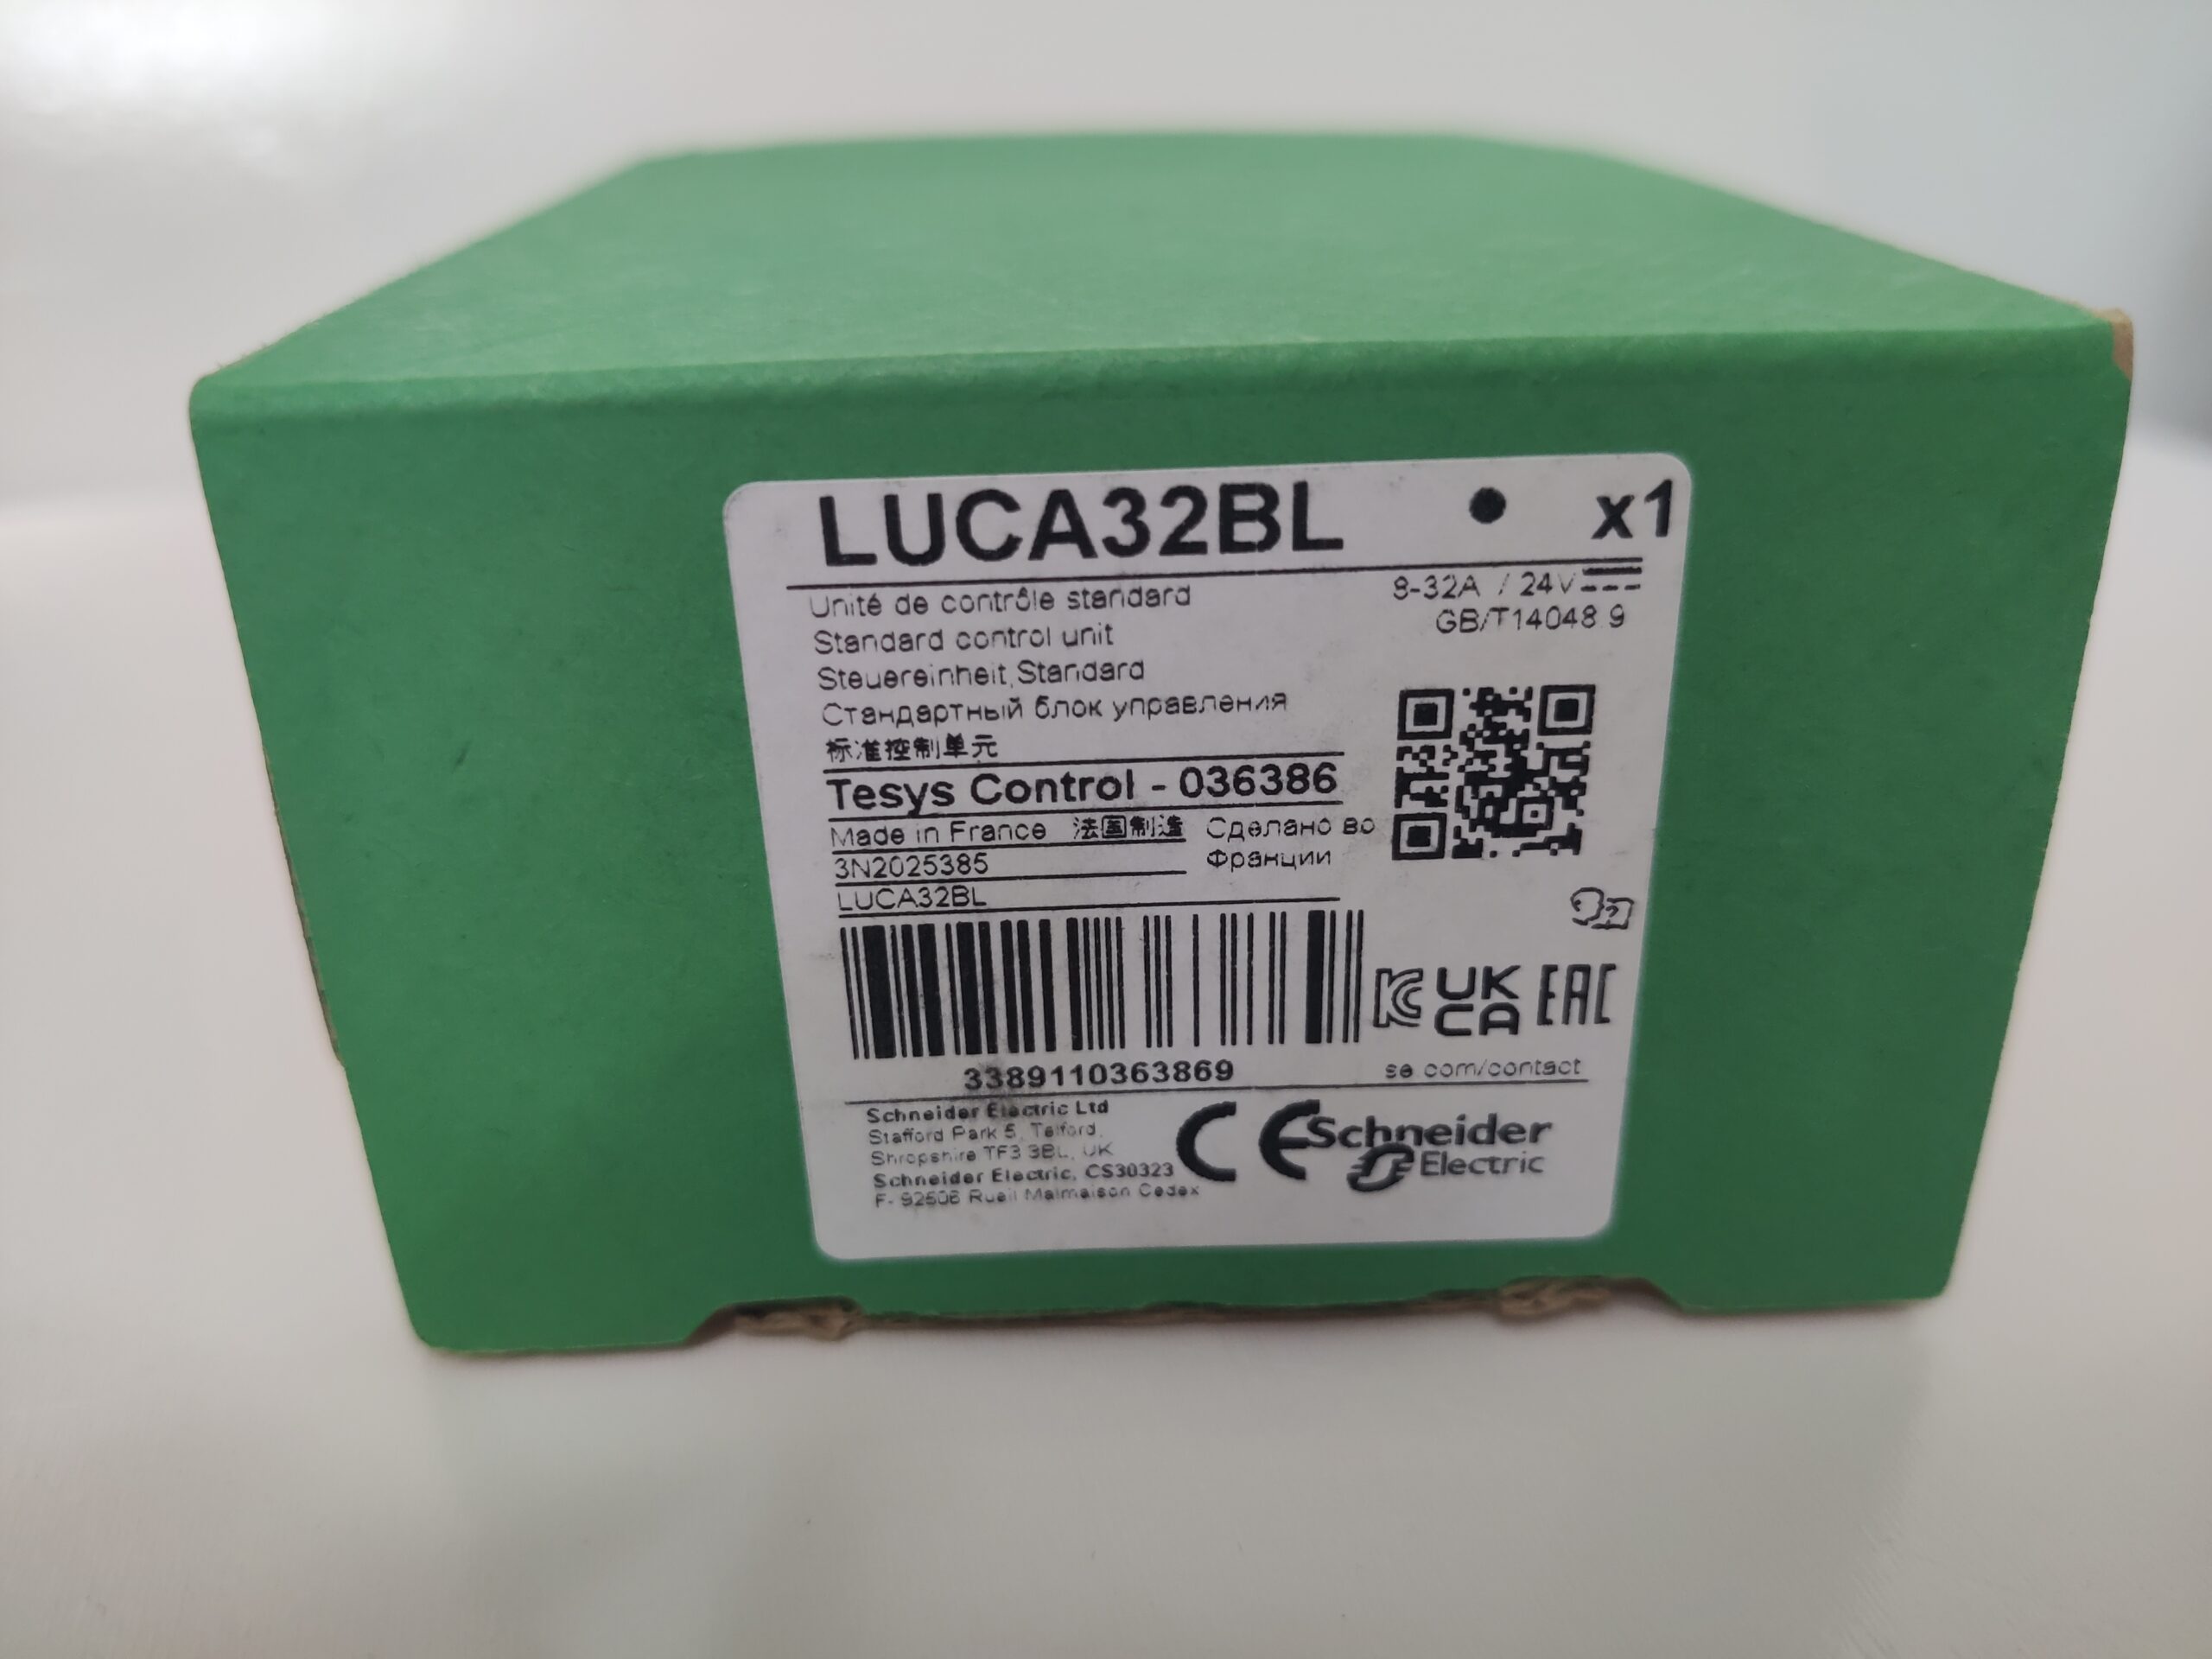 LUCA32BL • x1
8-32A / 24V
GB/T14048.9
Unité de contrôle standard
Standard control unit
Steuereinheit,Standard
Стандартный блок управления
标准控制单元
Tesys Control - 036386
Made in France 法国制造 Сделано во
Франции
3N2025385
LUCA32BL
UK
CA
EAC
3389110363869
se.com/contact
Schneider Electric Ltd
Stafford Park 5, Telford,
Shropshire TF3 3BL, UK
Schneider Electric, CS30323
F- 92506 Rueil Malmaison Cedex
CE
Schneider
Electric